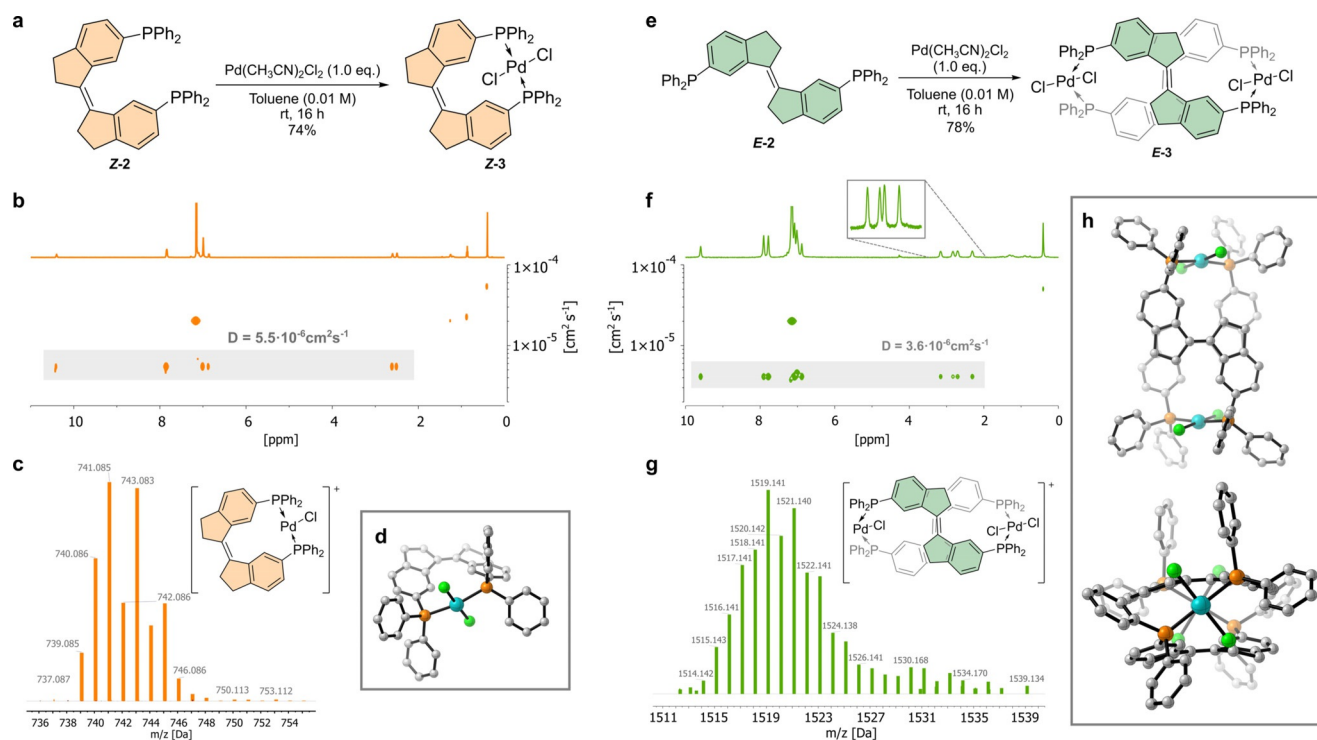 a
PPh2
Pd(CH3CN)2Cl2 (1.0 eq.)
Toluene (0.01 M)
rt, 16 h
74%
PPh2
Z-2
PPh2
Cl
Pd
Cl
PPh2
Z-3
b
1×10-4
1×10-5
[cm2 s-1]
D = 5.5·10-6cm2s-1
10 8 6 4 2 0
[ppm]
c
741.085
743.083
740.086
742.086
739.085
746.086
737.087
750.113
753.112
736 738 740 742 744 746 748 750 752 754
m/z [Da]
PPh2
Pd
Cl
PPh2
+
d
e
Ph2P
PPh2
E-2
Pd(CH3CN)2Cl2
(1.0 eq.)
Toluene (0.01 M)
rt, 16 h
78%
Ph2P
PPh2
Cl
Cl
Pd
Pd
Cl
Cl
Ph2P
PPh2
E-3
f
1×10-4
1×10-5
[cm2 s-1]
D = 3.6·10-6cm2s-1
10 8 6 4 2 0
[ppm]
g
1519.141
1521.140
1520.142
1518.141
1517.141
1522.141
1516.141
1524.138
1515.143
1526.141
1530.168
1514.142
1534.170
1539.134
1511 1515 1519 1523 1527 1531 1535 1539
m/z [Da]
Ph2P
PPh2
Pd
Cl
Cl
Pd
Cl
Ph2P
PPh2
+
h